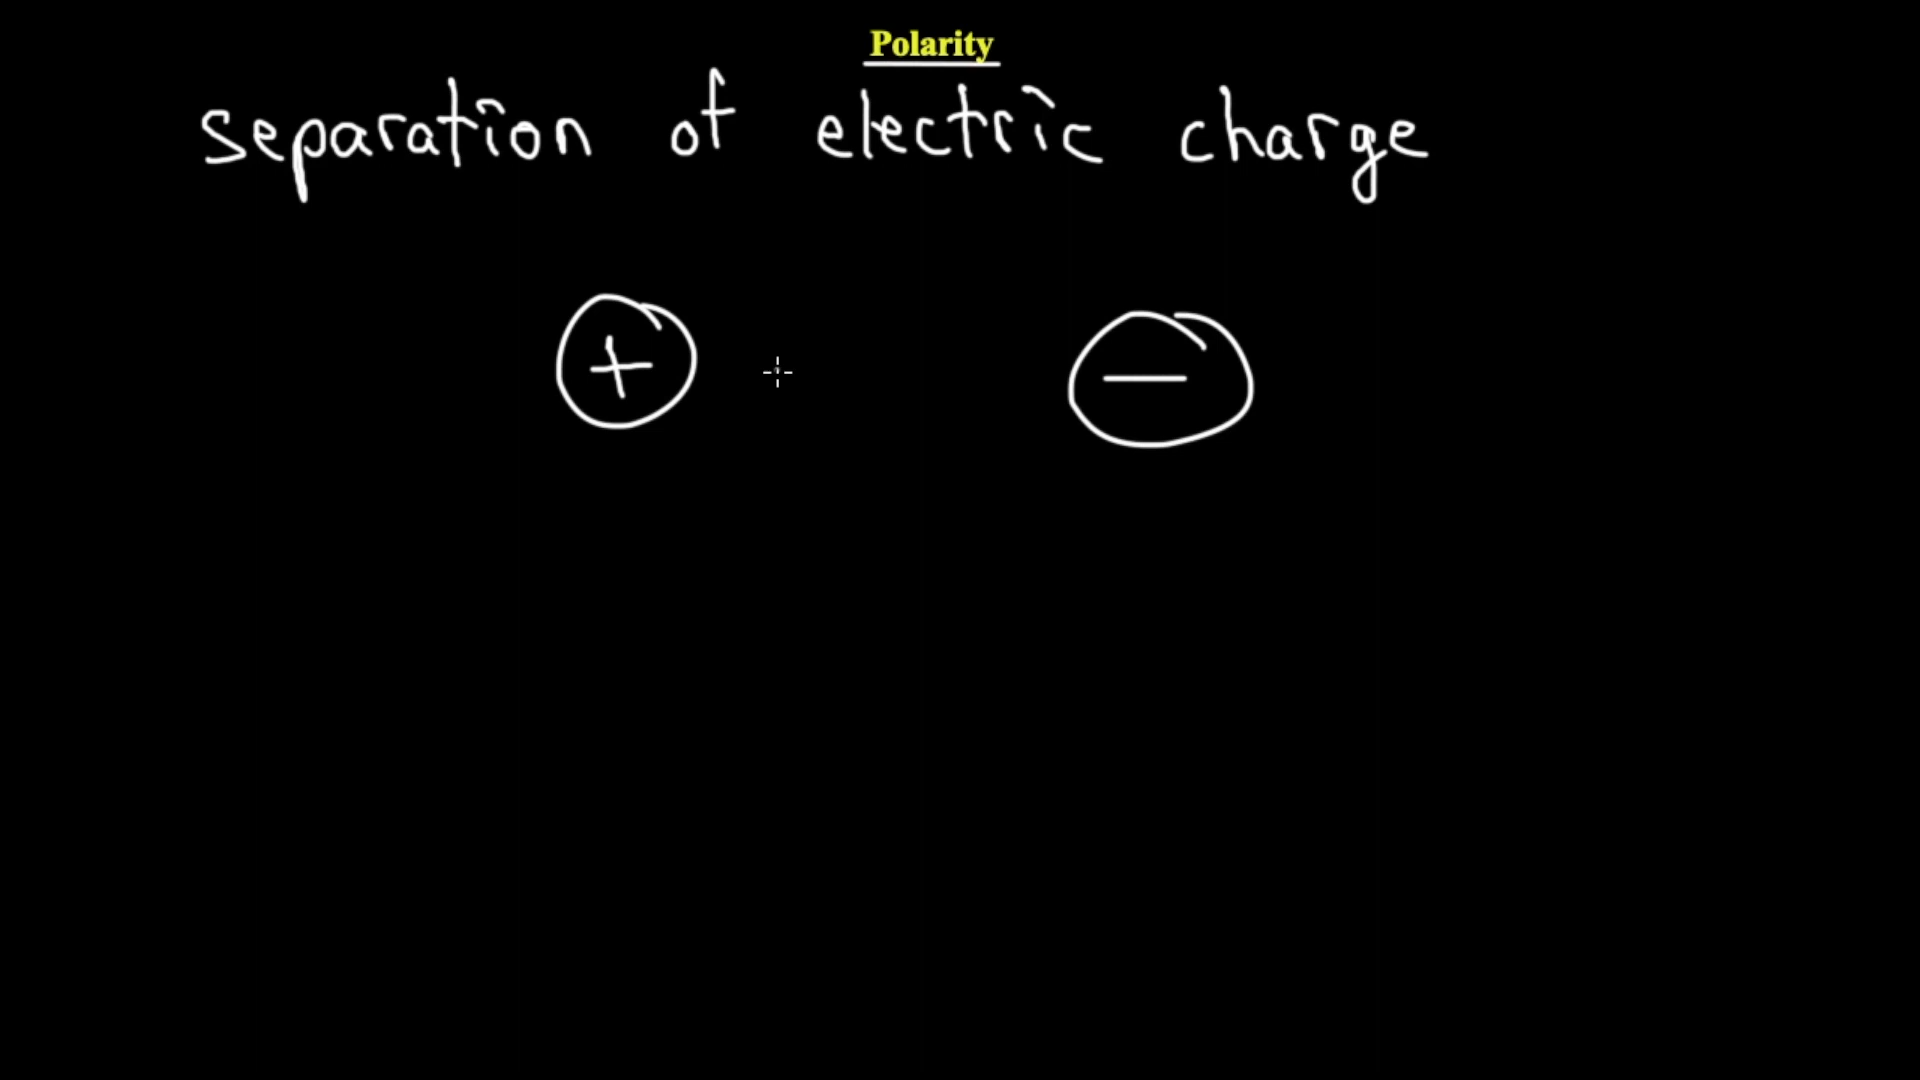 Polarity
separation of electric charge
+ −